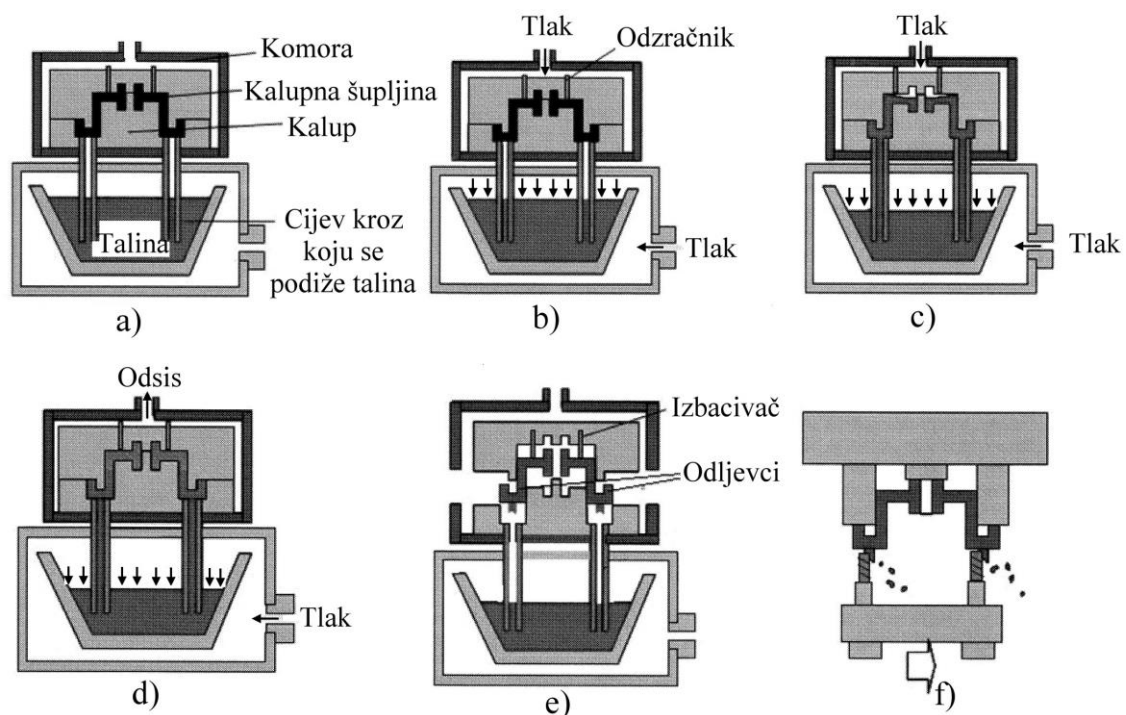 Komora
Kalupna šupljina
Kalup
Talina
Cijev kroz
koju se
podiže talina
a)
Tlak
Odzračnik
Tlak
b)
Tlak
Tlak
c)
Odsis
Tlak
d)
Izbacivač
Odljevci
e)
f)